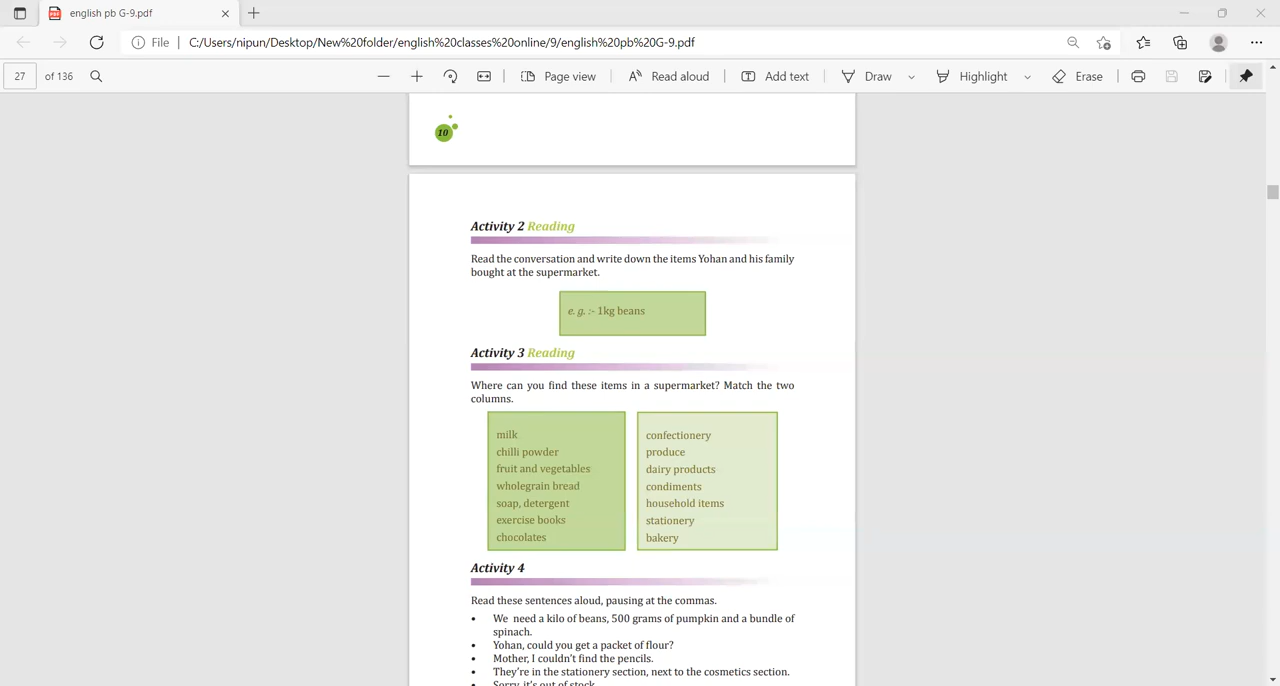 english pb G-9.pdf
File
C:/Users/nipun/Desktop/New%20folder/english%20classes%20online/9/english%20pb%20G-9.pdf
27 of 136
Page view
Read aloud
Add text
Draw
Highlight
Erase
10
Activity 2 Reading
Read the conversation and write down the items Yohan and his family
bought at the supermarket.
e. g. :- 1kg beans
Activity 3 Reading
Where can you find these items in a supermarket? Match the two
columns.
milk
chilli powder
fruit and vegetables
wholegrain bread
soap, detergent
exercise books
chocolates
confectionery
produce
dairy products
condiments
household items
stationery
bakery
Activity 4
Read these sentences aloud, pausing at the commas.
• We need a kilo of beans, 500 grams of pumpkin and a bundle of
spinach.
• Yohan, could you get a packet of flour?
• Mother, I couldn't find the pencils.
• They're in the stationery section, next to the cosmetics section.
• Sorry, it's out of stock.